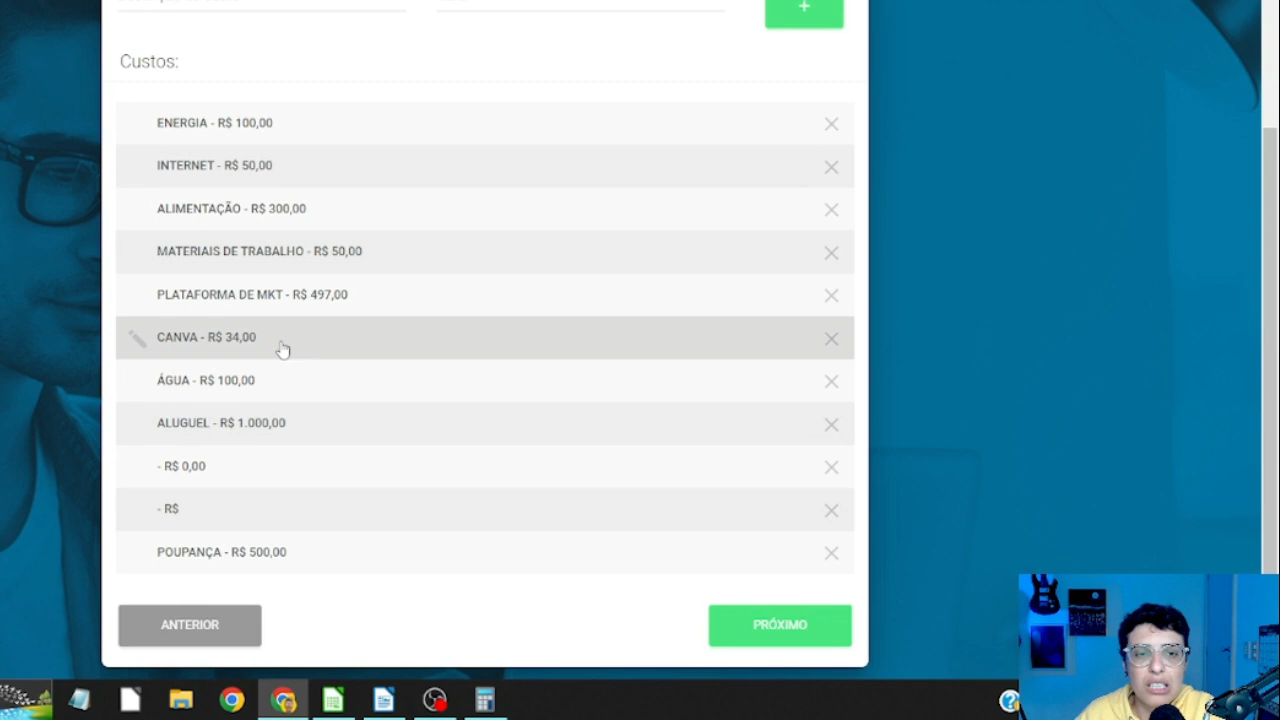 Custos:
ENERGIA - R$ 100,00
INTERNET - R$ 50,00
ALIMENTAÇÃO - R$ 300,00
MATERIAIS DE TRABALHO - R$ 50,00
PLATAFORMA DE MKT - R$ 497,00
CANVA - R$ 34,00
ÁGUA - R$ 100,00
ALUGUEL - R$ 1.000,00
- R$ 0,00
- R$
POUPANÇA - R$ 500,00
ANTERIOR
PRÓXIMO